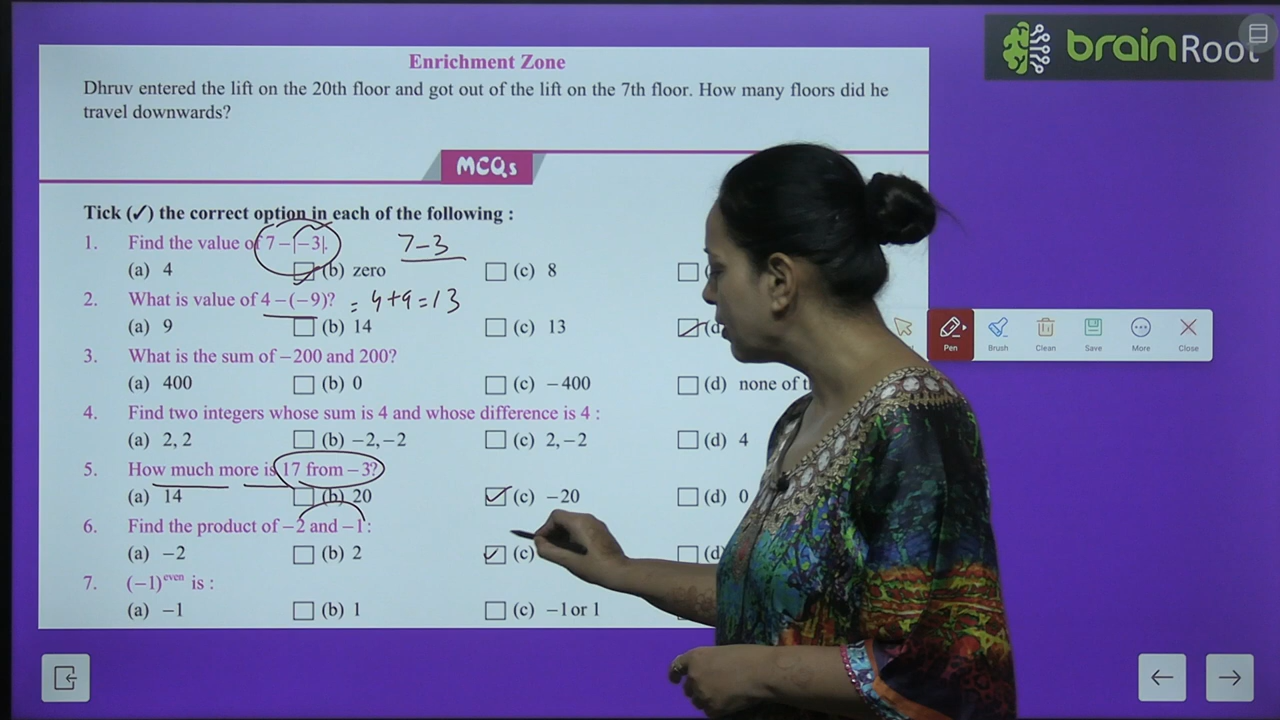 brainRoot
Enrichment Zone
Dhruv entered the lift on the 20th floor and got out of the lift on the 7th floor. How many floors did he
travel downwards?
MCQs
Tick (✓) the correct option in each of the following :
1. Find the value of 7−|−3|. 7−3
(a) 4 (b) zero (c) 8
2. What is value of 4−(−9)? = 4+9=13
(a) 9 (b) 14 (c) 13 (d
3. What is the sum of −200 and 200?
(a) 400 (b) 0 (c) −400 (d) none of
4. Find two integers whose sum is 4 and whose difference is 4 :
(a) 2, 2 (b) −2,−2 (c) 2,−2 (d) 4
5. How much more is 17 from −3?
(a) 14 (b) 20 (c) −20 (d) 0
6. Find the product of −2 and −1:
(a) −2 (b) 2 (c) (d
7. (−1)^even is :
(a) −1 (b) 1 (c) −1 or 1
Pen Brush Clean Save More Close